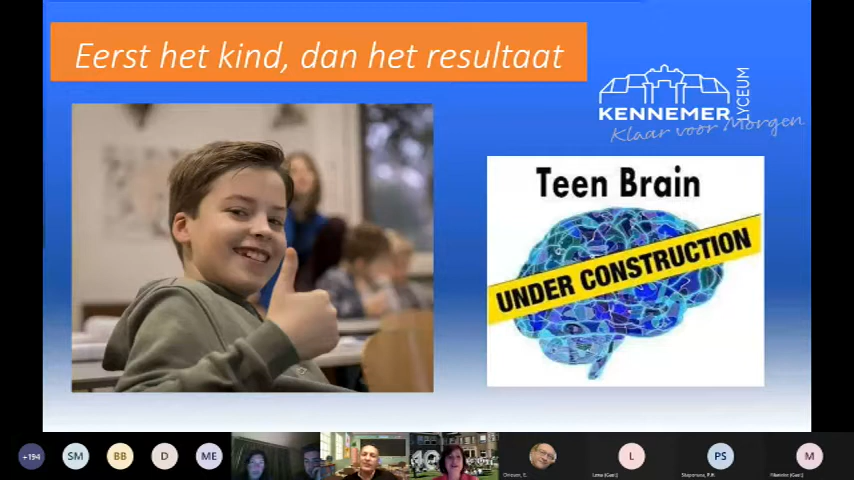 Eerst het kind, dan het resultaat
KENNEMER
LYCEUM
Klaar voor Morgen
Teen Brain
UNDER CONSTRUCTION
+194
SM
BB
D
ME
L
PS
M